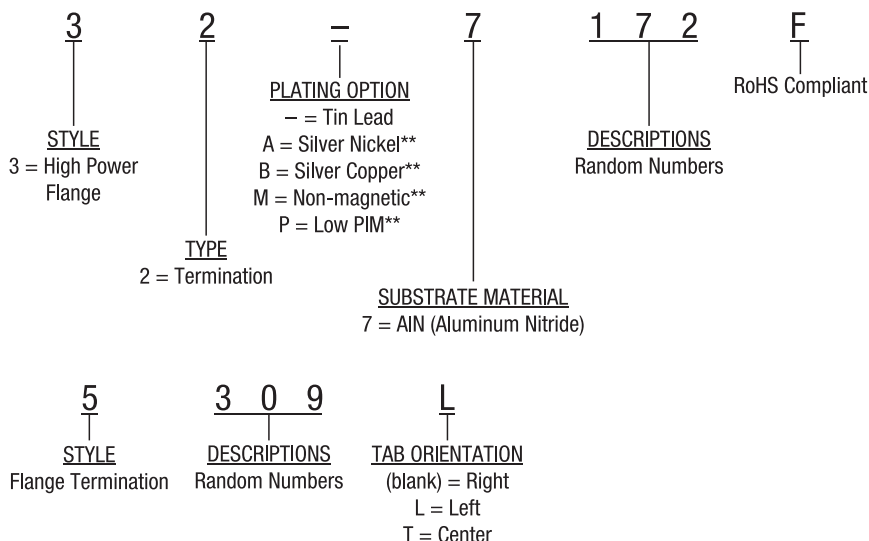 3 2 – 7 1 7 2 F
STYLE
3 = High Power
Flange
TYPE
2 = Termination
PLATING OPTION
– = Tin Lead
A = Silver Nickel**
B = Silver Copper**
M = Non-magnetic**
P = Low PIM**
SUBSTRATE MATERIAL
7 = AlN (Aluminum Nitride)
DESCRIPTIONS
Random Numbers
RoHS Compliant
5 3 0 9 L
STYLE
Flange Termination
DESCRIPTIONS
Random Numbers
TAB ORIENTATION
(blank) = Right
L = Left
T = Center